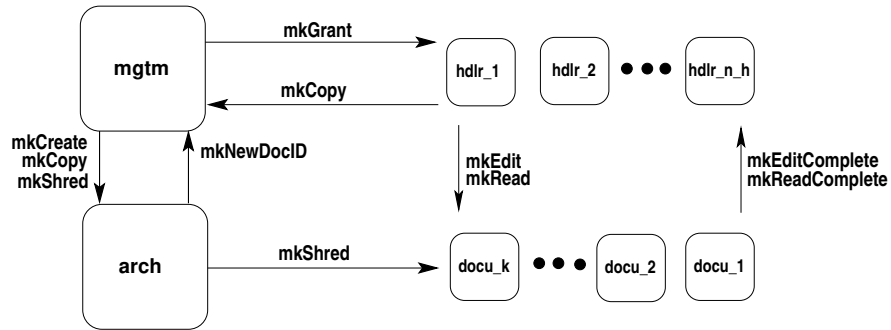 mkGrant
mgtm
hdlr_1
hdlr_2
hdlr_n_h
mkCopy
mkCreate
mkCopy
mkShred
mkNewDocID
mkEdit
mkRead
mkEditComplete
mkReadComplete
arch
mkShred
docu_k
docu_2
docu_1